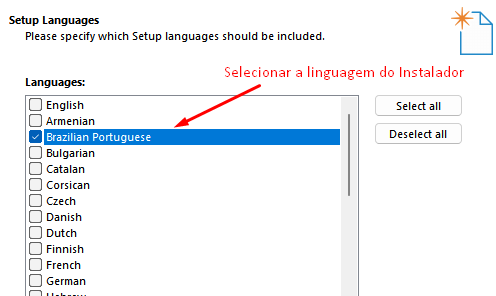 Setup Languages
Please specify which Setup languages should be included.
Languages:
Selecionar a linguagem do Instalador
English
Armenian
Brazilian Portuguese
Bulgarian
Catalan
Corsican
Czech
Danish
Dutch
Finnish
French
German
Hebrew
Select all
Deselect all